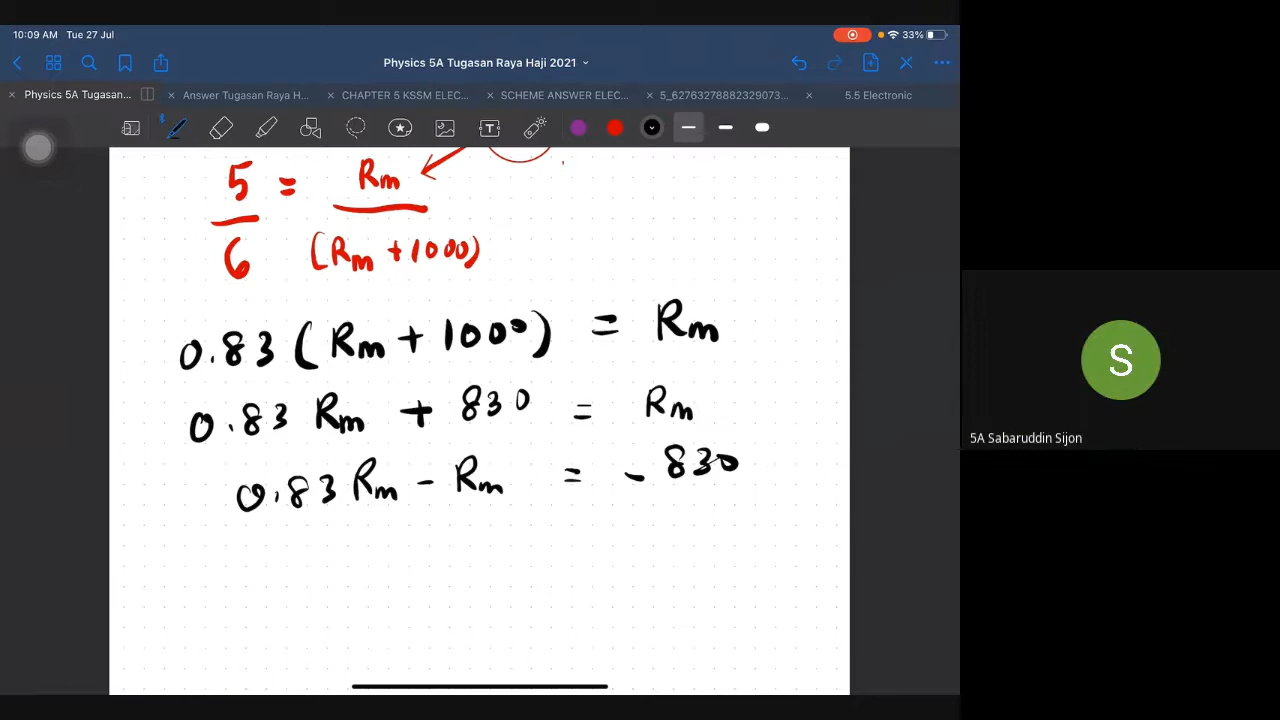 10:09 AM Tue 27 Jul
33%
Physics 5A Tugasan Raya Haji 2021
Physics 5A Tugasan...
Answer Tugasan Raya H...
CHAPTER 5 KSSM ELEC...
SCHEME ANSWER ELEC...
5_62763278882329073...
5.5 Electronic
T
5 = Rm
6 (Rm + 1000)
0.83 (Rm + 1000) = Rm
0.83 Rm + 830 = Rm
0.83 Rm - Rm = - 830
S
5A Sabaruddin Sijon